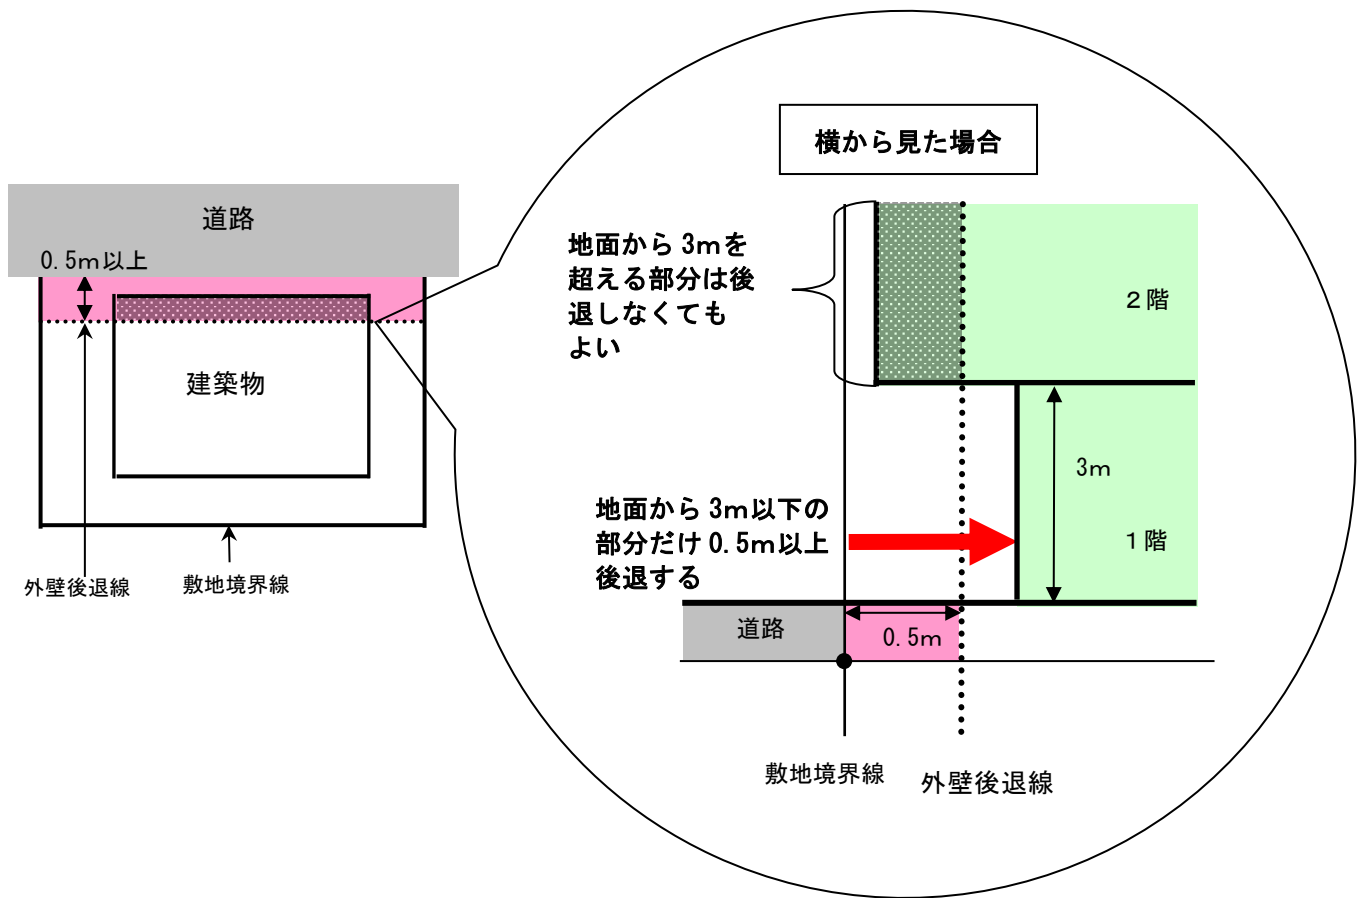 道路
0.5m以上
建築物
外壁後退線
敷地境界線
横から見た場合
地面から 3mを
超える部分は後
退しなくても
よい
2階
3m
地面から 3m以下の
部分だけ 0.5m以上
後退する
1階
道路
0.5m
敷地境界線
外壁後退線